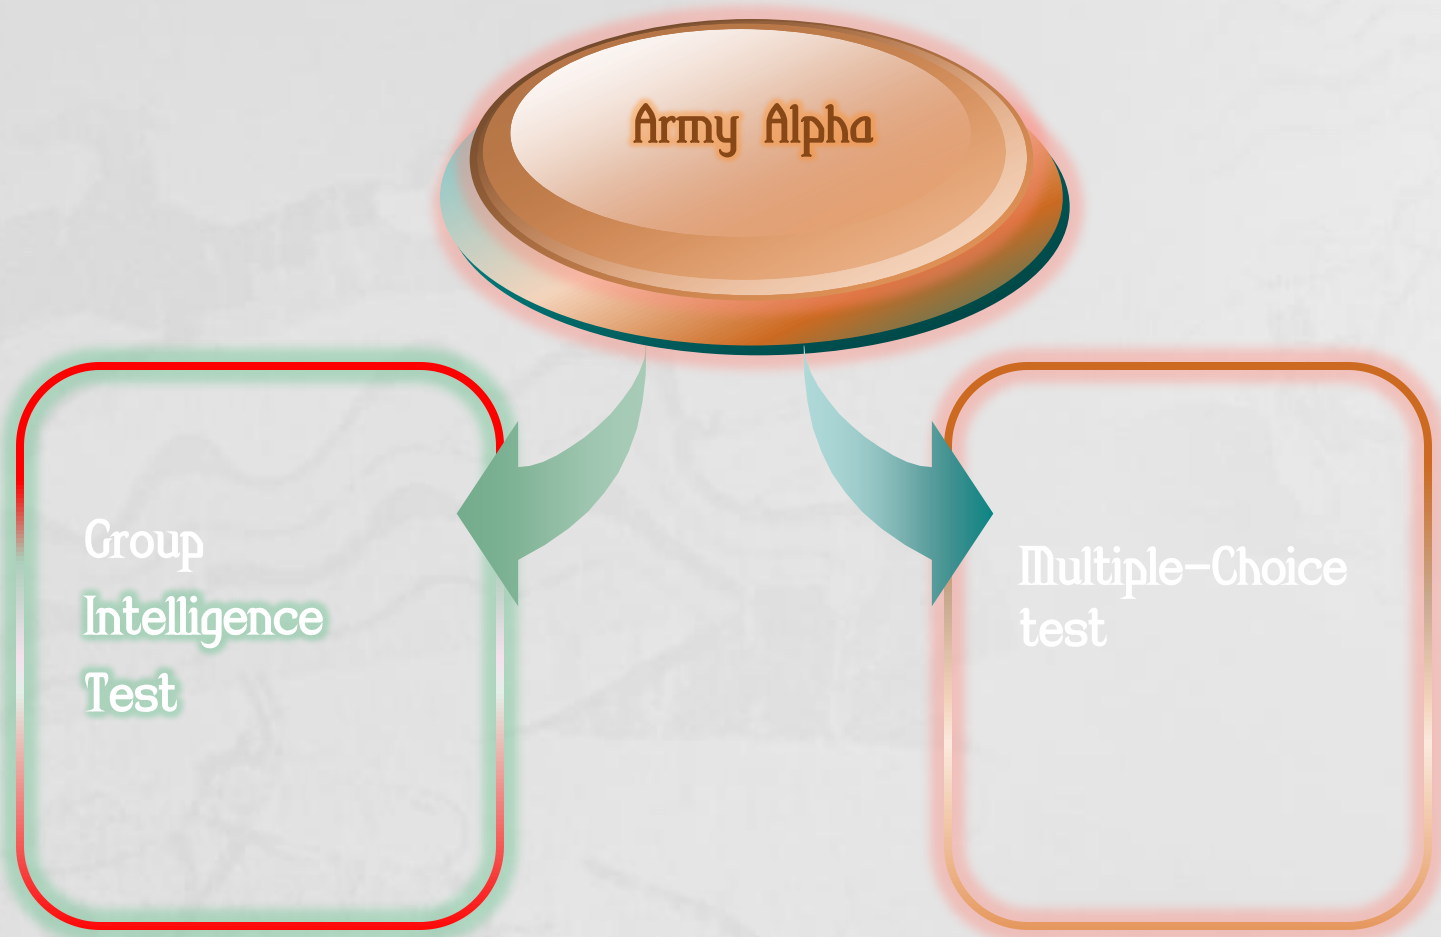 Army Alpha
Group
Intelligence
Test
Multiple-Choice
test